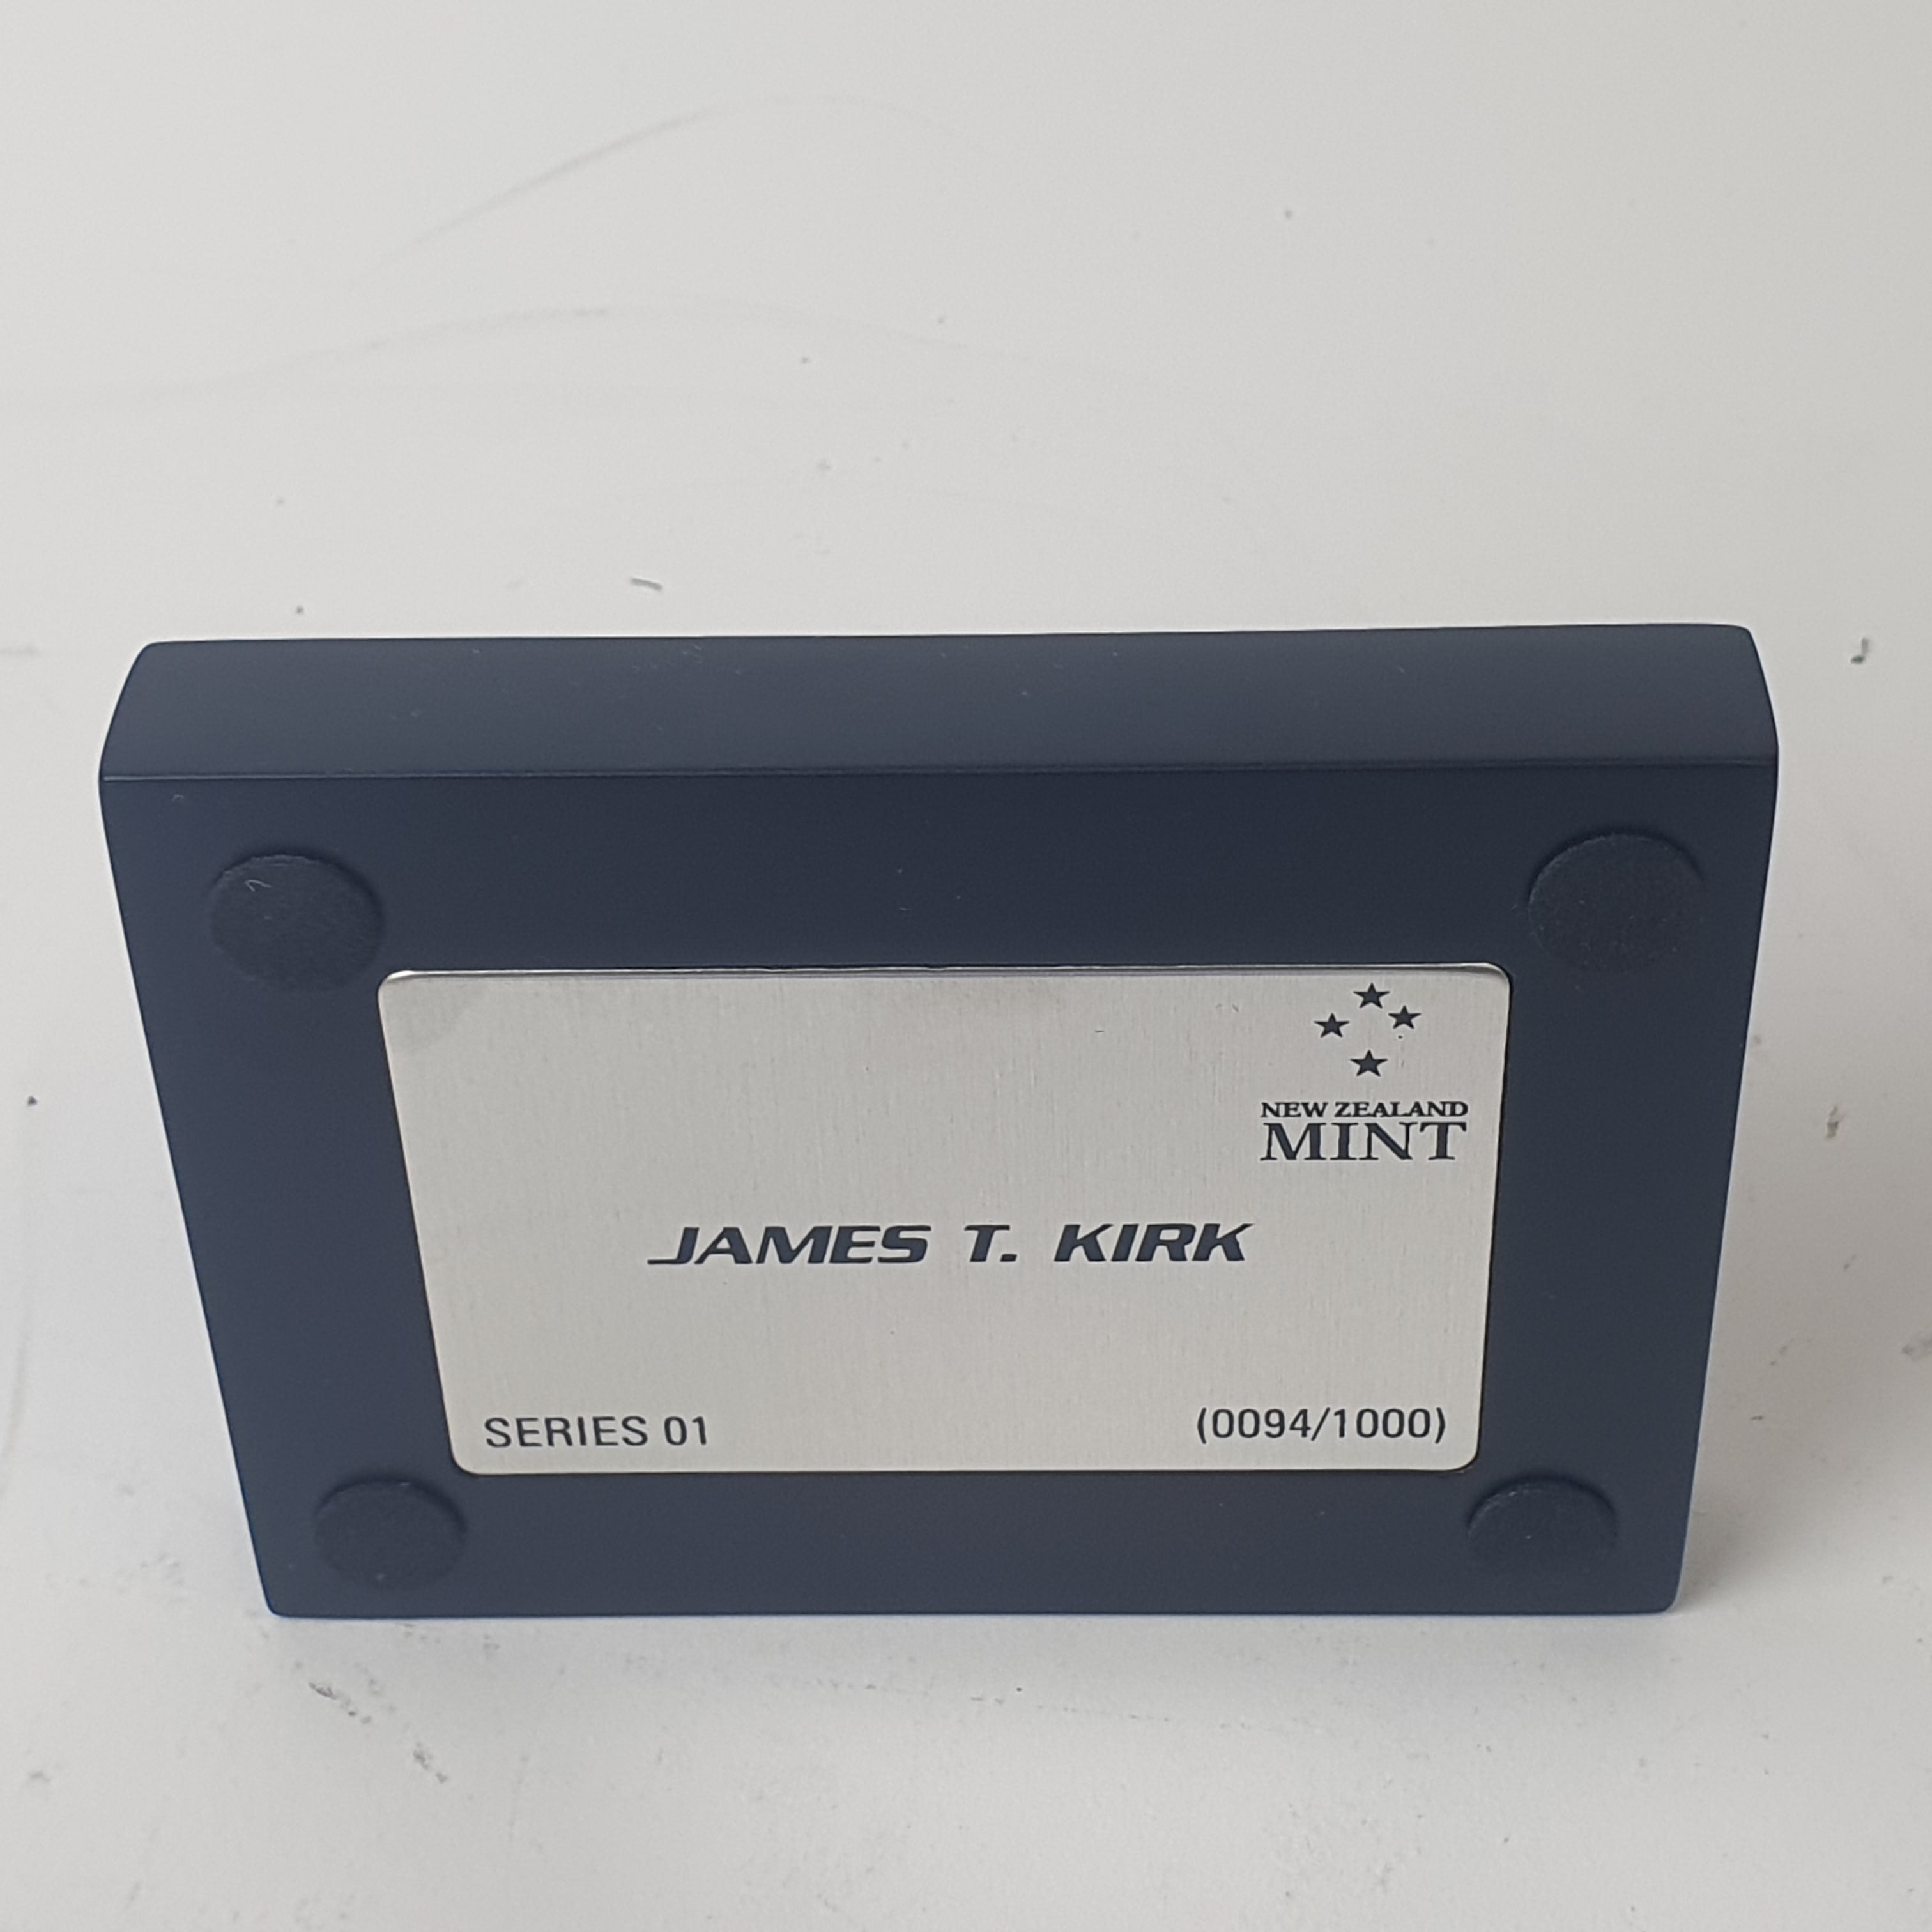 NEW ZEALAND
MINT
JAMES T. KIRK
SERIES 01 (0094/1000)